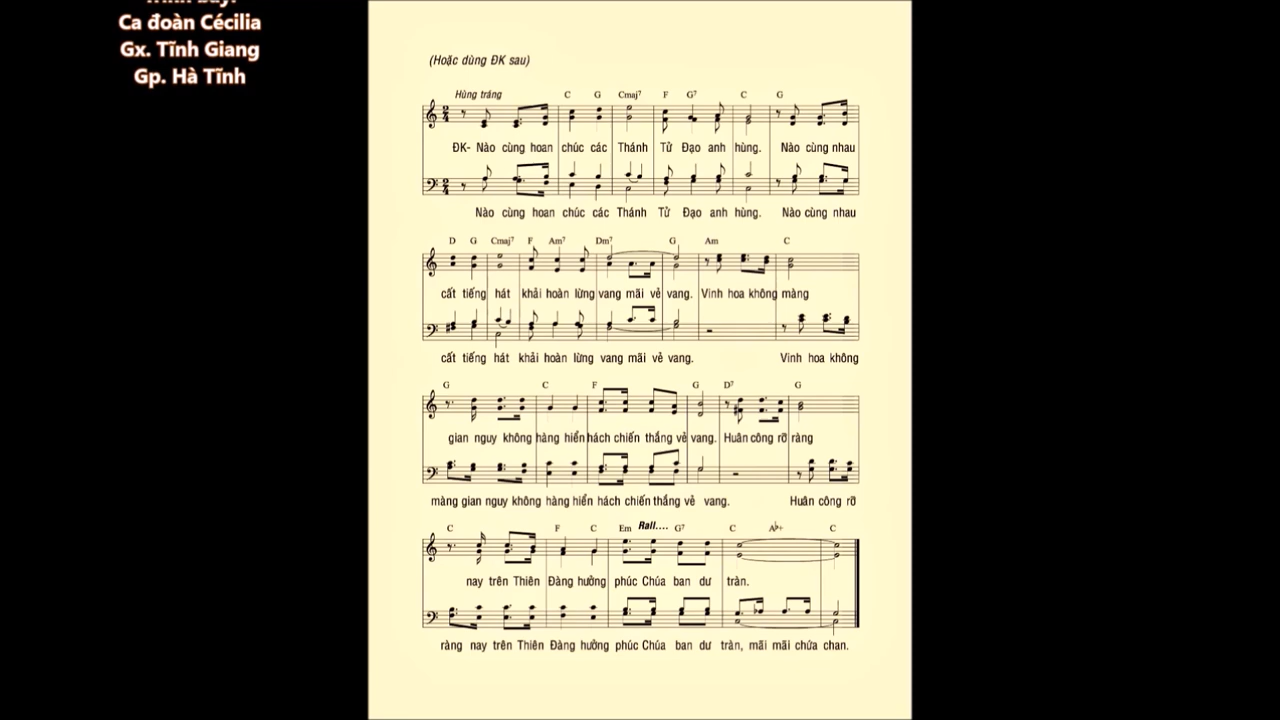 Trình bày:
Ca đoàn Cécilia
Gx. Tĩnh Giang
Gp. Hà Tĩnh
(Hoặc dùng ĐK sau)
Hùng tráng
C G Cmaj7 F G7 C G
ĐK- Nào cùng hoan chúc các Thánh Tử Đạo anh hùng. Nào cùng nhau
Nào cùng hoan chúc các Thánh Tử Đạo anh hùng. Nào cùng nhau
D G Cmaj7 F Am7 Dm7 G Am C
cất tiếng hát khải hoàn lừng vang mãi vẻ vang. Vinh hoa không màng
cất tiếng hát khải hoàn lừng vang mãi vẻ vang. Vinh hoa không
G C F G D7 G
gian nguy không hàng hiển hách chiến thắng vẻ vang. Huân công rỡ ràng
màng gian nguy không hàng hiển hách chiến thắng vẻ vang. Huân công rỡ
C F C Em Rall.... G7 C Ab+ C
nay trên Thiên Đàng hưởng phúc Chúa ban dư tràn.
ràng nay trên Thiên Đàng hưởng phúc Chúa ban dư tràn, mãi mãi chứa chan.